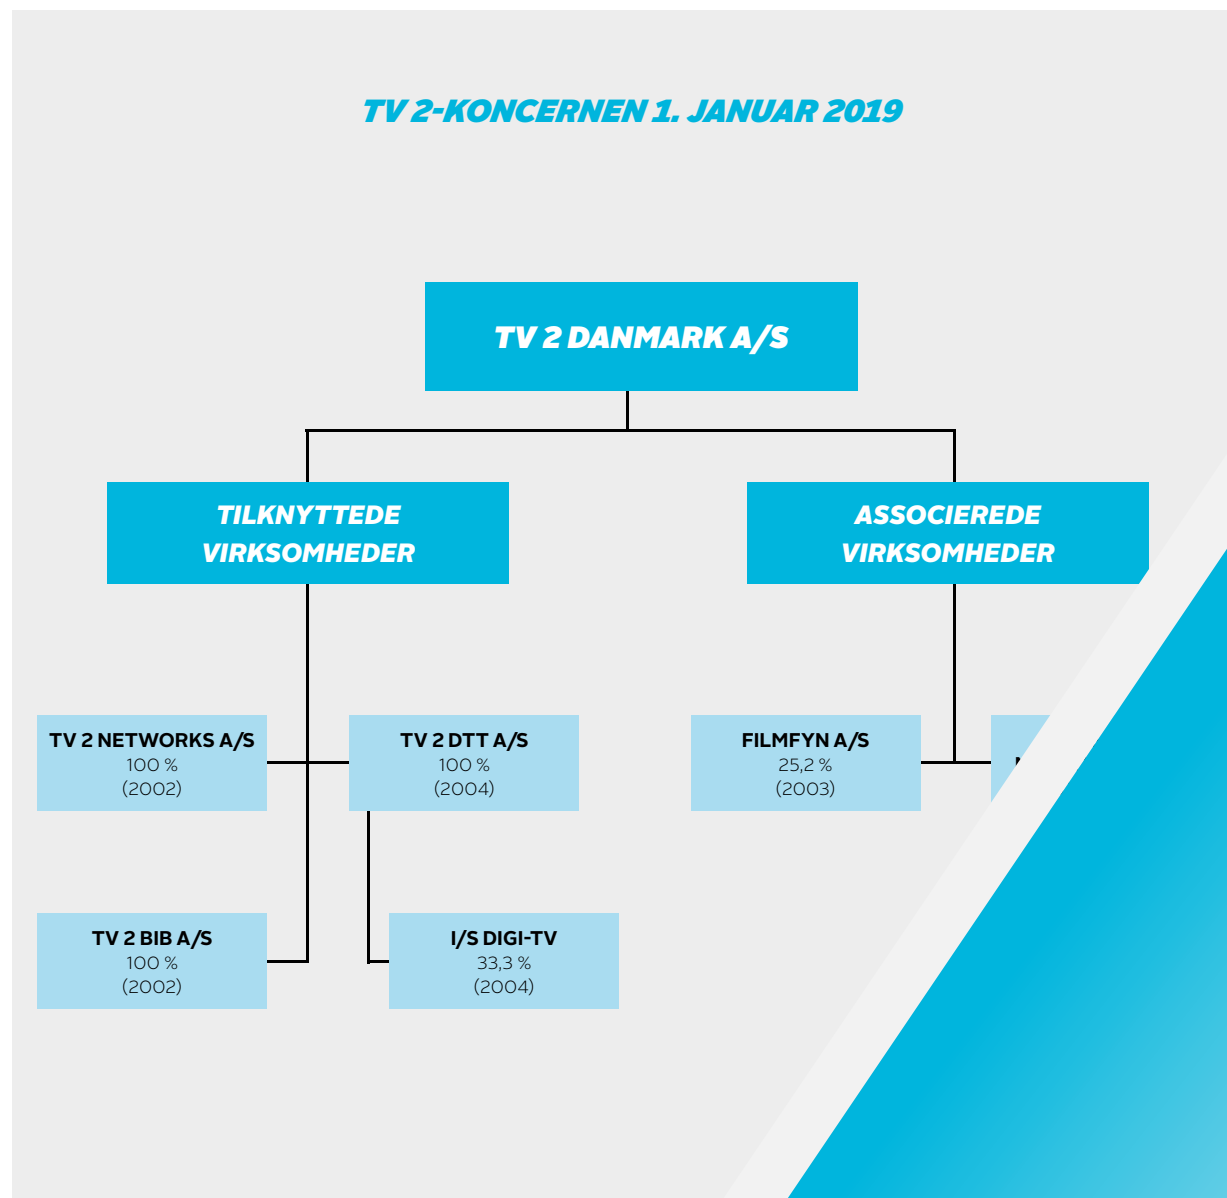 TV 2-KONCERNEN 1. JANUAR 2019
TV 2 DANMARK A/S
TILKNYTTEDE
VIRKSOMHEDER
ASSOCIEREDE
VIRKSOMHEDER
TV 2 NETWORKS A/S
100 %
(2002)
TV 2 DTT A/S
100 %
(2004)
FILMFYN A/S
25,2 %
(2003)
TV 2 BIB A/S
100 %
(2002)
I/S DIGI-TV
33,3 %
(2004)